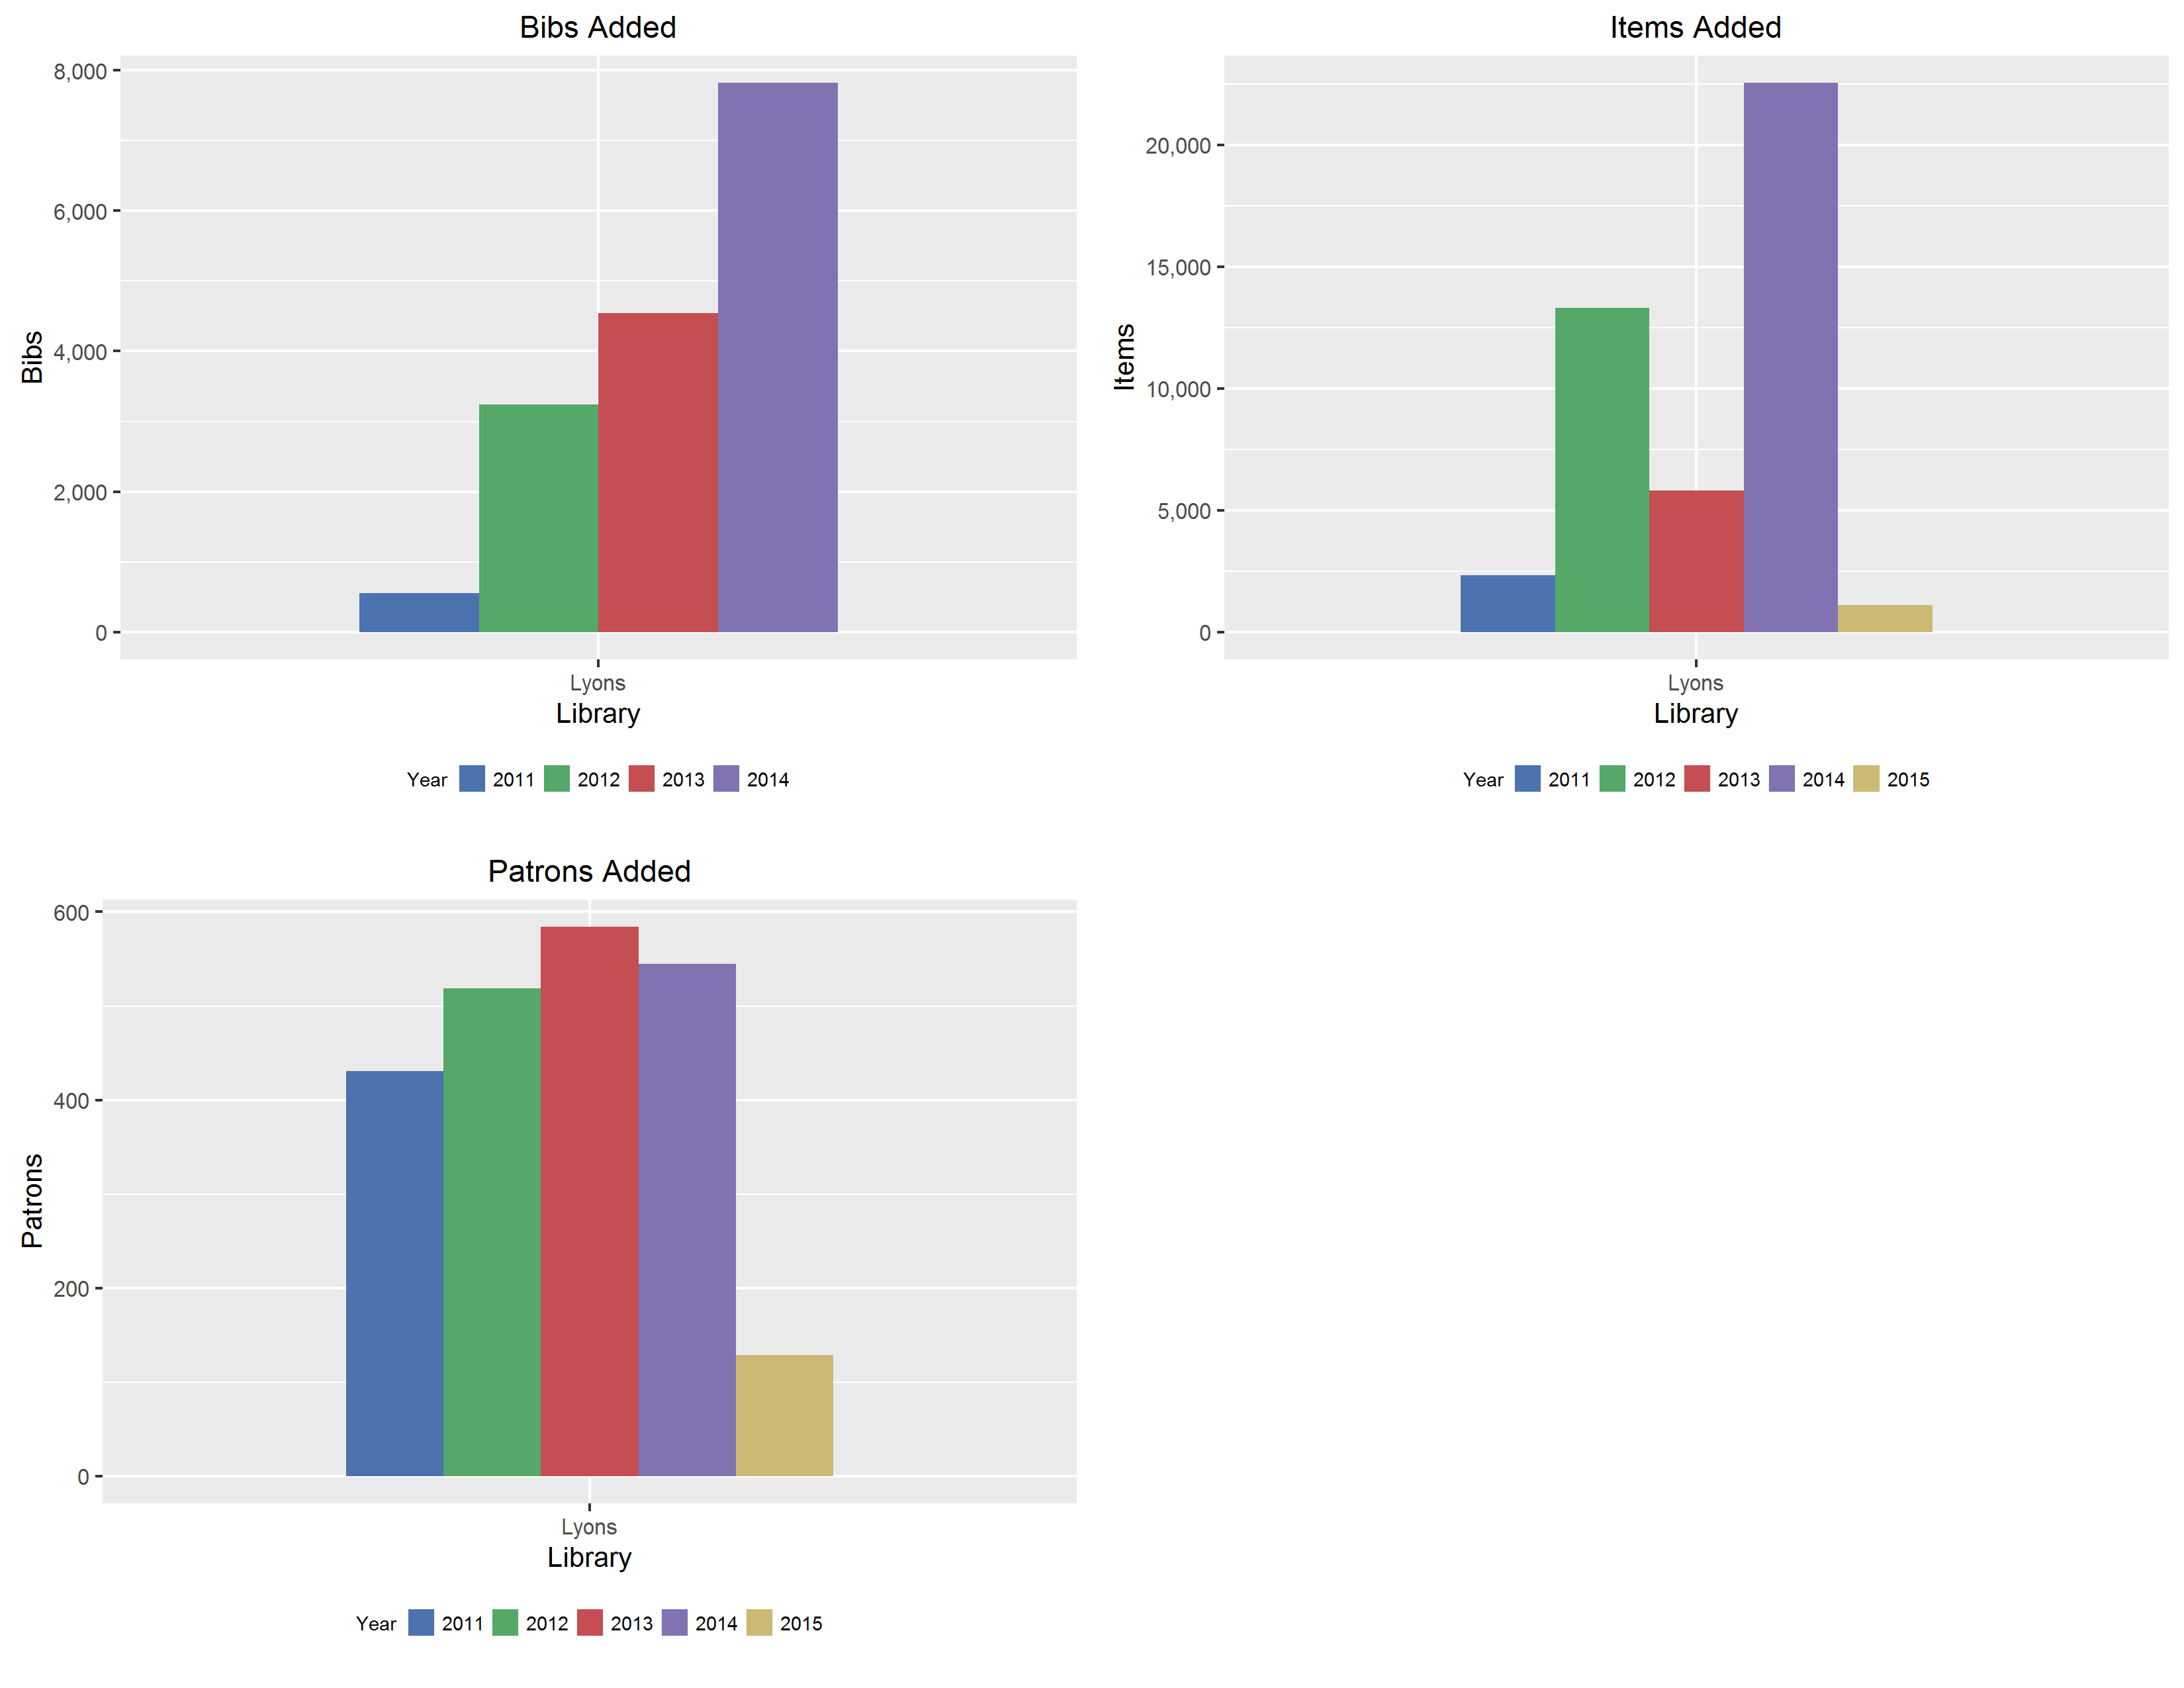 Bibs Added
8,000
6,000
4,000
2,000
0
Bibs
Lyons
Library
Year 2011 2012 2013 2014
Items Added
20,000
15,000
10,000
5,000
0
Items
Lyons
Library
Year 2011 2012 2013 2014 2015
Patrons Added
600
400
200
0
Patrons
Lyons
Library
Year 2011 2012 2013 2014 2015